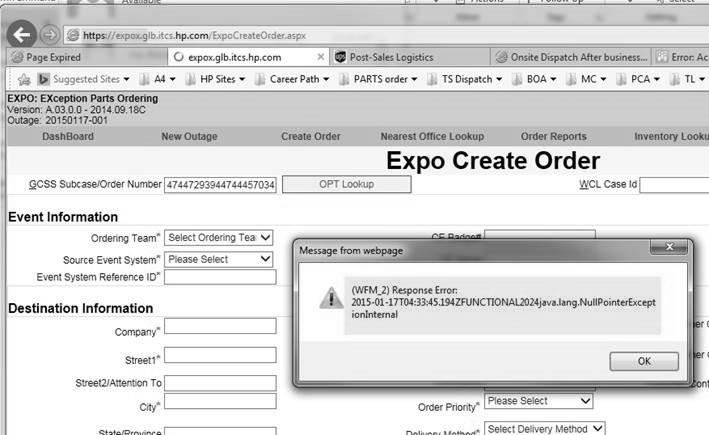 Available
https://expox.glb.itcs.hp.com/ExpoCreateOrder.aspx
Page Expired
expox.glb.itcs.hp.com
Post-Sales Logistics
Onsite Dispatch After business...
Error: Ac
Suggested Sites
A4
HP Sites
Career Path
PARTS order
TS Dispatch
BOA
MC
PCA
TL
EXPO: EXception Parts Ordering
Version: A.03.0.0 - 2014.09.18C
Outage: 20150117-001
DashBoard
New Outage
Create Order
Nearest Office Lookup
Order Reports
Inventory Looku
Expo Create Order
GCSS Subcase/Order Number 47447293944744457034 OPT Lookup
WCL Case Id
Event Information
Ordering Team* Select Ordering Tea
CE Badge#
Source Event System* Please Select
Event System Reference ID*
Message from webpage
(WFM_2) Response Error:
2015-01-17T04:33:45.194ZFUNCTIONAL2024java.lang.NullPointerExcept
ionInternal
OK
Destination Information
Company*
Street1*
Street2/Attention To
City*
Order Priority* Please Select
State/Province
Delivery Method* Select Delivery Method